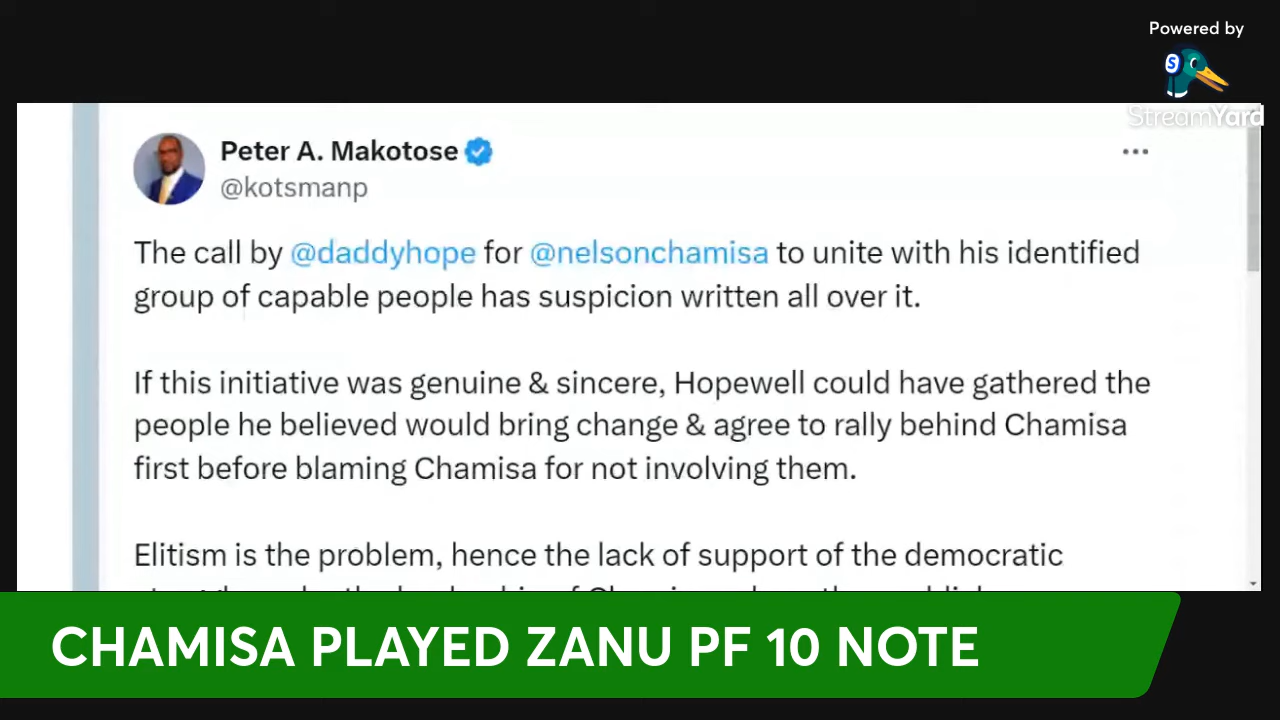 Powered by
S
StreamYard
Peter A. Makotose
@kotsmanp
The call by @daddyhope for @nelsonchamisa to unite with his identified
group of capable people has suspicion written all over it.
If this initiative was genuine & sincere, Hopewell could have gathered the
people he believed would bring change & agree to rally behind Chamisa
first before blaming Chamisa for not involving them.
Elitism is the problem, hence the lack of support of the democratic
CHAMISA PLAYED ZANU PF 10 NOTE